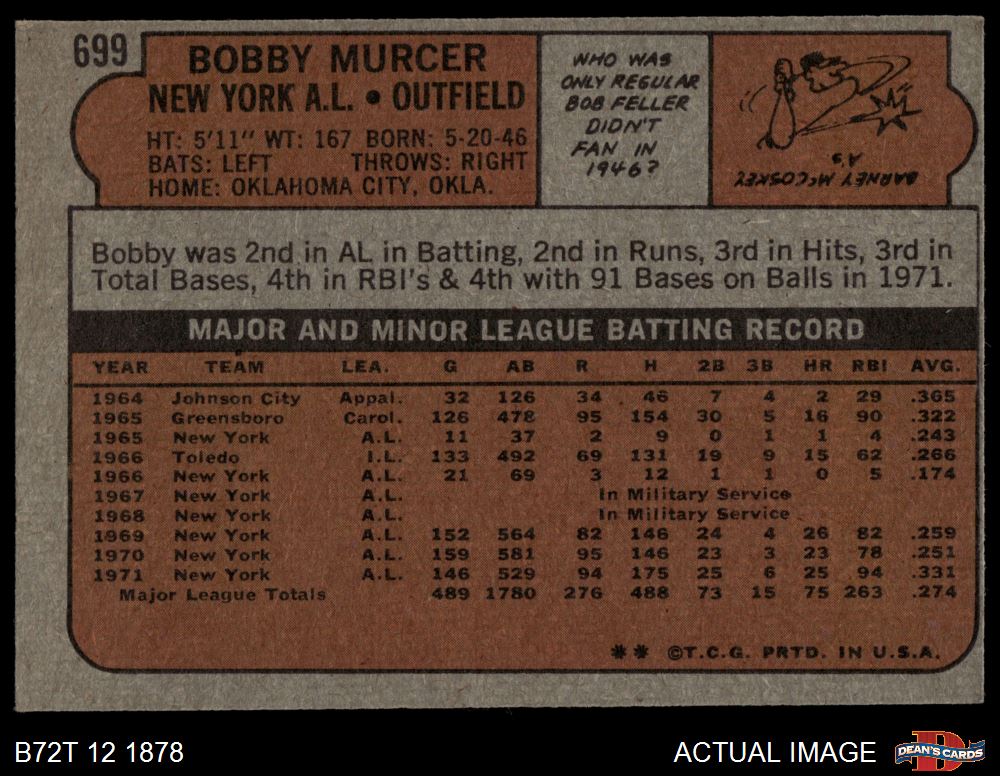 699
BOBBY MURCER
NEW YORK A.L. • OUTFIELD
HT: 5'11" WT: 167 BORN: 5-20-46
BATS: LEFT THROWS: RIGHT
HOME: OKLAHOMA CITY, OKLA.
WHO WAS
ONLY REGULAR
BOB FELLER
DIDN'T
FAN IN
1946?
BARNEY McCOSKEY
A's
Bobby was 2nd in AL in Batting, 2nd in Runs, 3rd in Hits, 3rd in
Total Bases, 4th in RBI's & 4th with 91 Bases on Balls in 1971.
MAJOR AND MINOR LEAGUE BATTING RECORD
YEAR TEAM LEA. G AB R H 2B 3B HR RBI AVG.
1964 Johnson City Appal. 32 126 34 46 7 4 2 29 .365
1965 Greensboro Carol. 126 478 95 154 30 5 16 90 .322
1965 New York A.L. 11 37 2 9 0 1 1 4 .243
1966 Toledo I.L. 133 492 69 131 19 9 15 62 .266
1966 New York A.L. 21 69 3 12 1 1 0 5 .174
1967 New York A.L. In Military Service
1968 New York A.L. In Military Service
1969 New York A.L. 152 564 82 146 24 4 26 82 .259
1970 New York A.L. 159 581 95 146 23 3 23 78 .251
1971 New York A.L. 146 529 94 175 25 6 25 94 .331
Major League Totals 489 1780 276 488 73 15 75 263 .274
** ©T.C.G. PRTD. IN U.S.A.
B72T 12 1878
ACTUAL IMAGE
DEAN'S CARDS